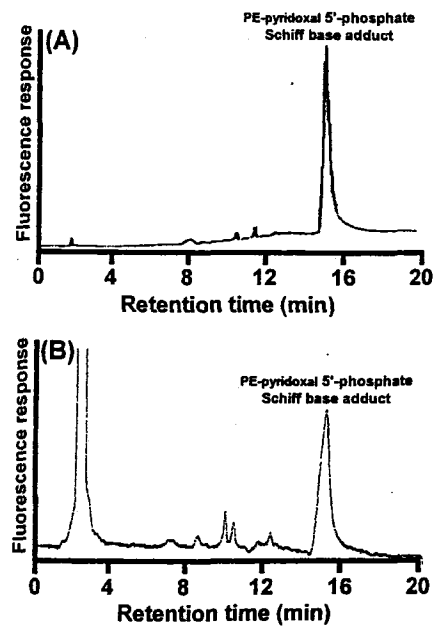 (A)
PE-pyridoxal 5'-phosphate
Schiff base adduct
Fluorescence response
0 4 8 12 16 20
Retention time (min)
(B)
PE-pyridoxal 5'-phosphate
Schiff base adduct
Fluorescence response
0 4 8 12 16 20
Retention time (min)